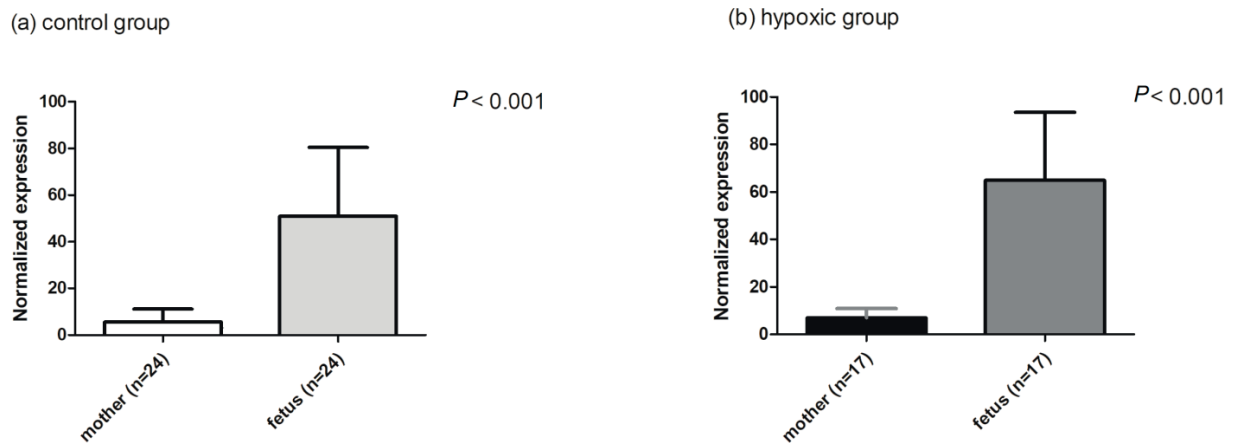 (a) control group
P < 0.001
Normalized expression
100
80
60
40
20
0
mother (n=24)
fetus (n=24)
(b) hypoxic group
P < 0.001
Normalized expression
100
80
60
40
20
0
mother (n=17)
fetus (n=17)